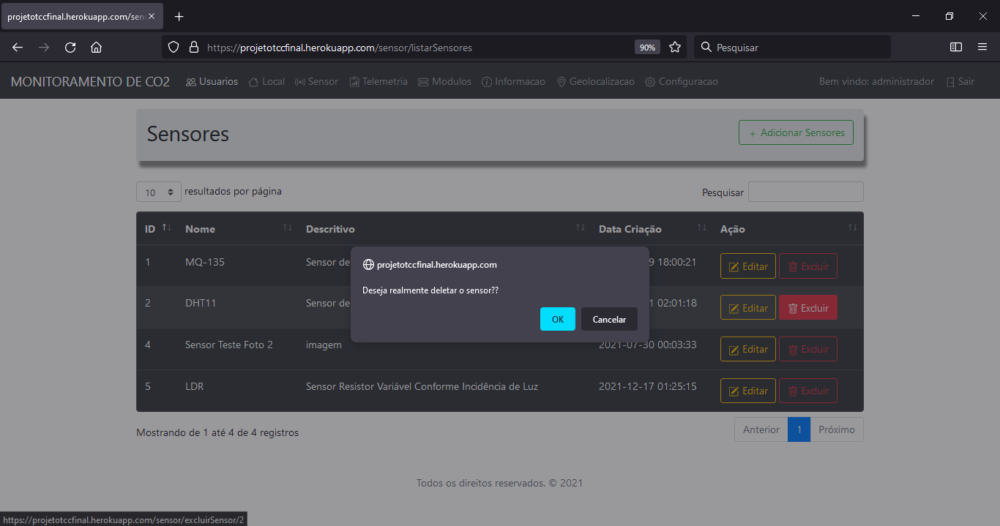 projetotccfinal.herokuapp.com/sens
https://projetotccfinal.herokuapp.com/sensor/listarSensores 90% Pesquisar
MONITORAMENTO DE CO2 Usuarios Local Sensor Telemetria Modulos Informacao Geolocalizacao Configuracao Bem vindo: administrador Sair
Sensores + Adicionar Sensores
10 resultados por página Pesquisar
ID Nome Descritivo Data Criação Ação
1 MQ-135 Sensor de 9 18:00:21 Editar Excluir
projetotccfinal.herokuapp.com
Deseja realmente deletar o sensor??
OK Cancelar
2 DHT11 Sensor de 1 02:01:18 Editar Excluir
4 Sensor Teste Foto 2 imagem 2021-07-30 00:03:33 Editar Excluir
5 LDR Sensor Resistor Variável Conforme Incidência de Luz 2021-12-17 01:25:15 Editar Excluir
Mostrando de 1 até 4 de 4 registros Anterior 1 Próximo
Todos os direitos reservados. © 2021
https://projetotccfinal.herokuapp.com/sensor/excluirSensor/2